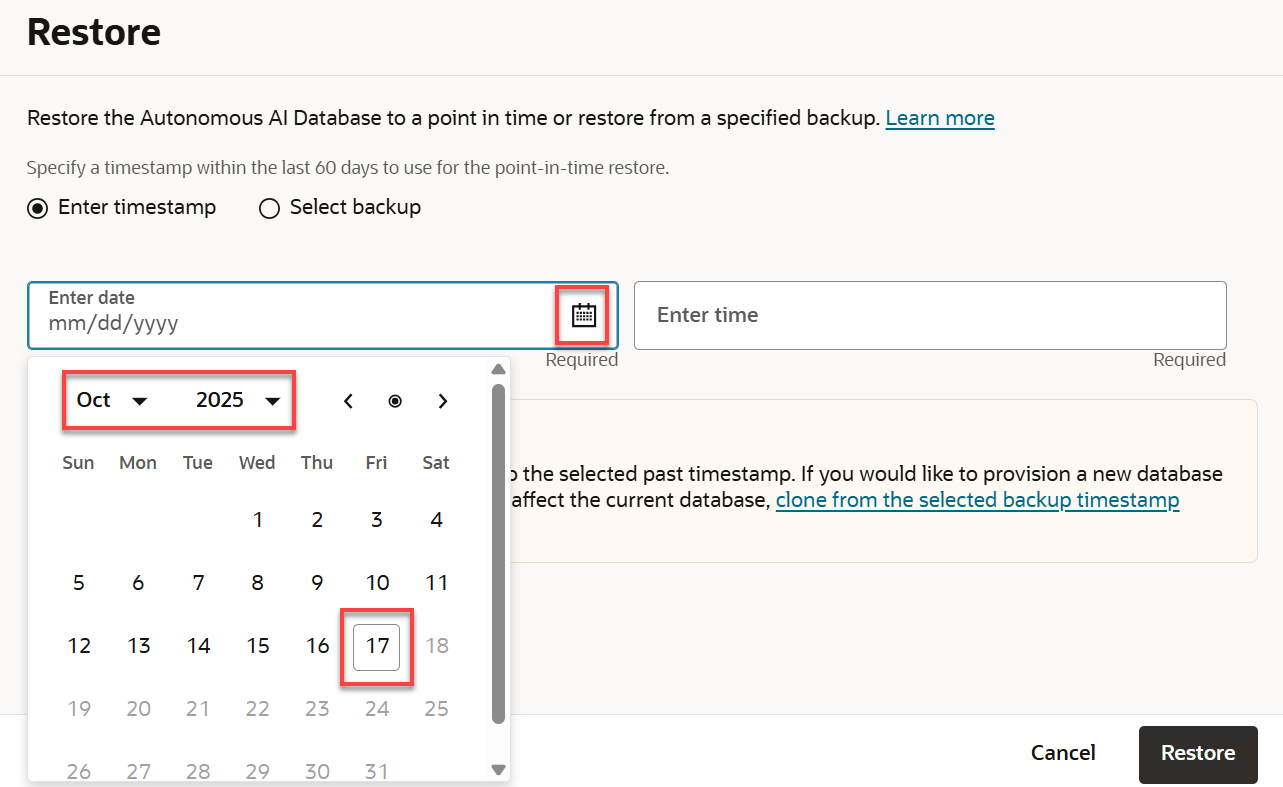 Restore
Restore the Autonomous AI Database to a point in time or restore from a specified backup. Learn more
Specify a timestamp within the last 60 days to use for the point-in-time restore.
Enter timestamp Select backup
Enter date
mm/dd/yyyy
Enter time
Required Required
Oct 2025
Sun Mon Tue Wed Thu Fri Sat
1 2 3 4
5 6 7 8 9 10 11
12 13 14 15 16 17 18
19 20 21 22 23 24 25
26 27 28 29 30 31
the selected past timestamp. If you would like to provision a new database
affect the current database, clone from the selected backup timestamp
Cancel Restore